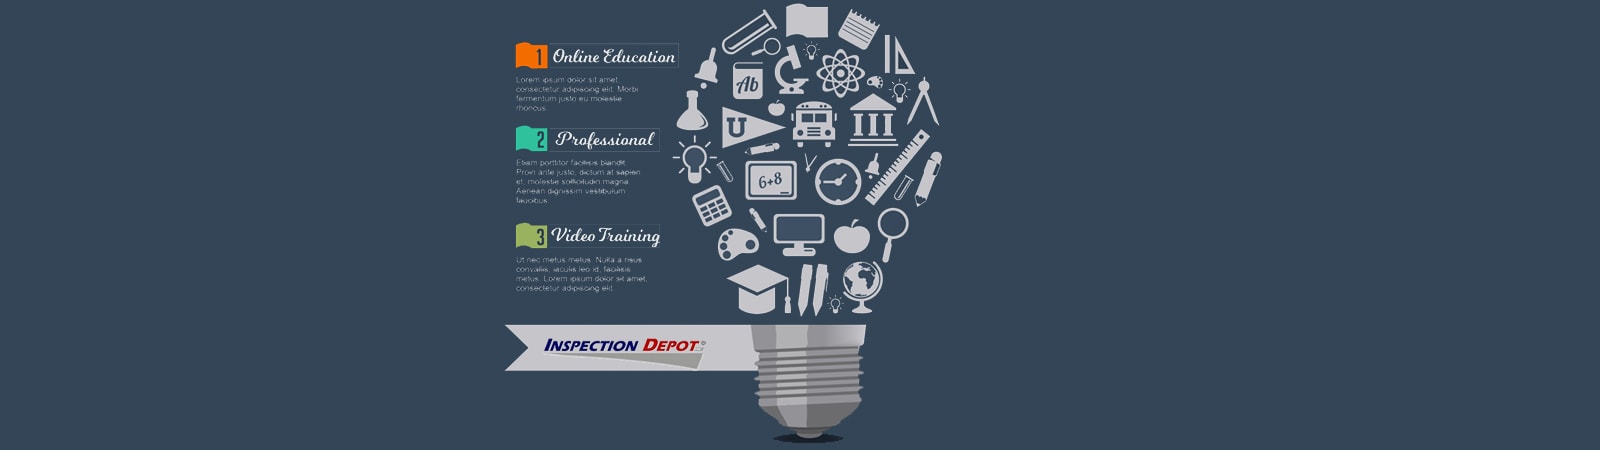 1 Online Education
Lorem ipsum dolor sit amet,
consectetur adipiscing elit. Morbi
fermentum justo eu molestie
rhoncus.
2 Professional
Etiam porttitor facilisis blandit.
Proin ante justo, dictum at sapien
et, molestie sollicitudin magna.
Aenean dignissim vestibulum
faucibus.
3 Video Training
Ut nec metus metus. Nulla a risus
convallis, iaculis leo id, facilisis
metus. Lorem ipsum dolor sit amet,
consectetur adipiscing elit.
Ab
U
6+8
INSPECTION DEPOT